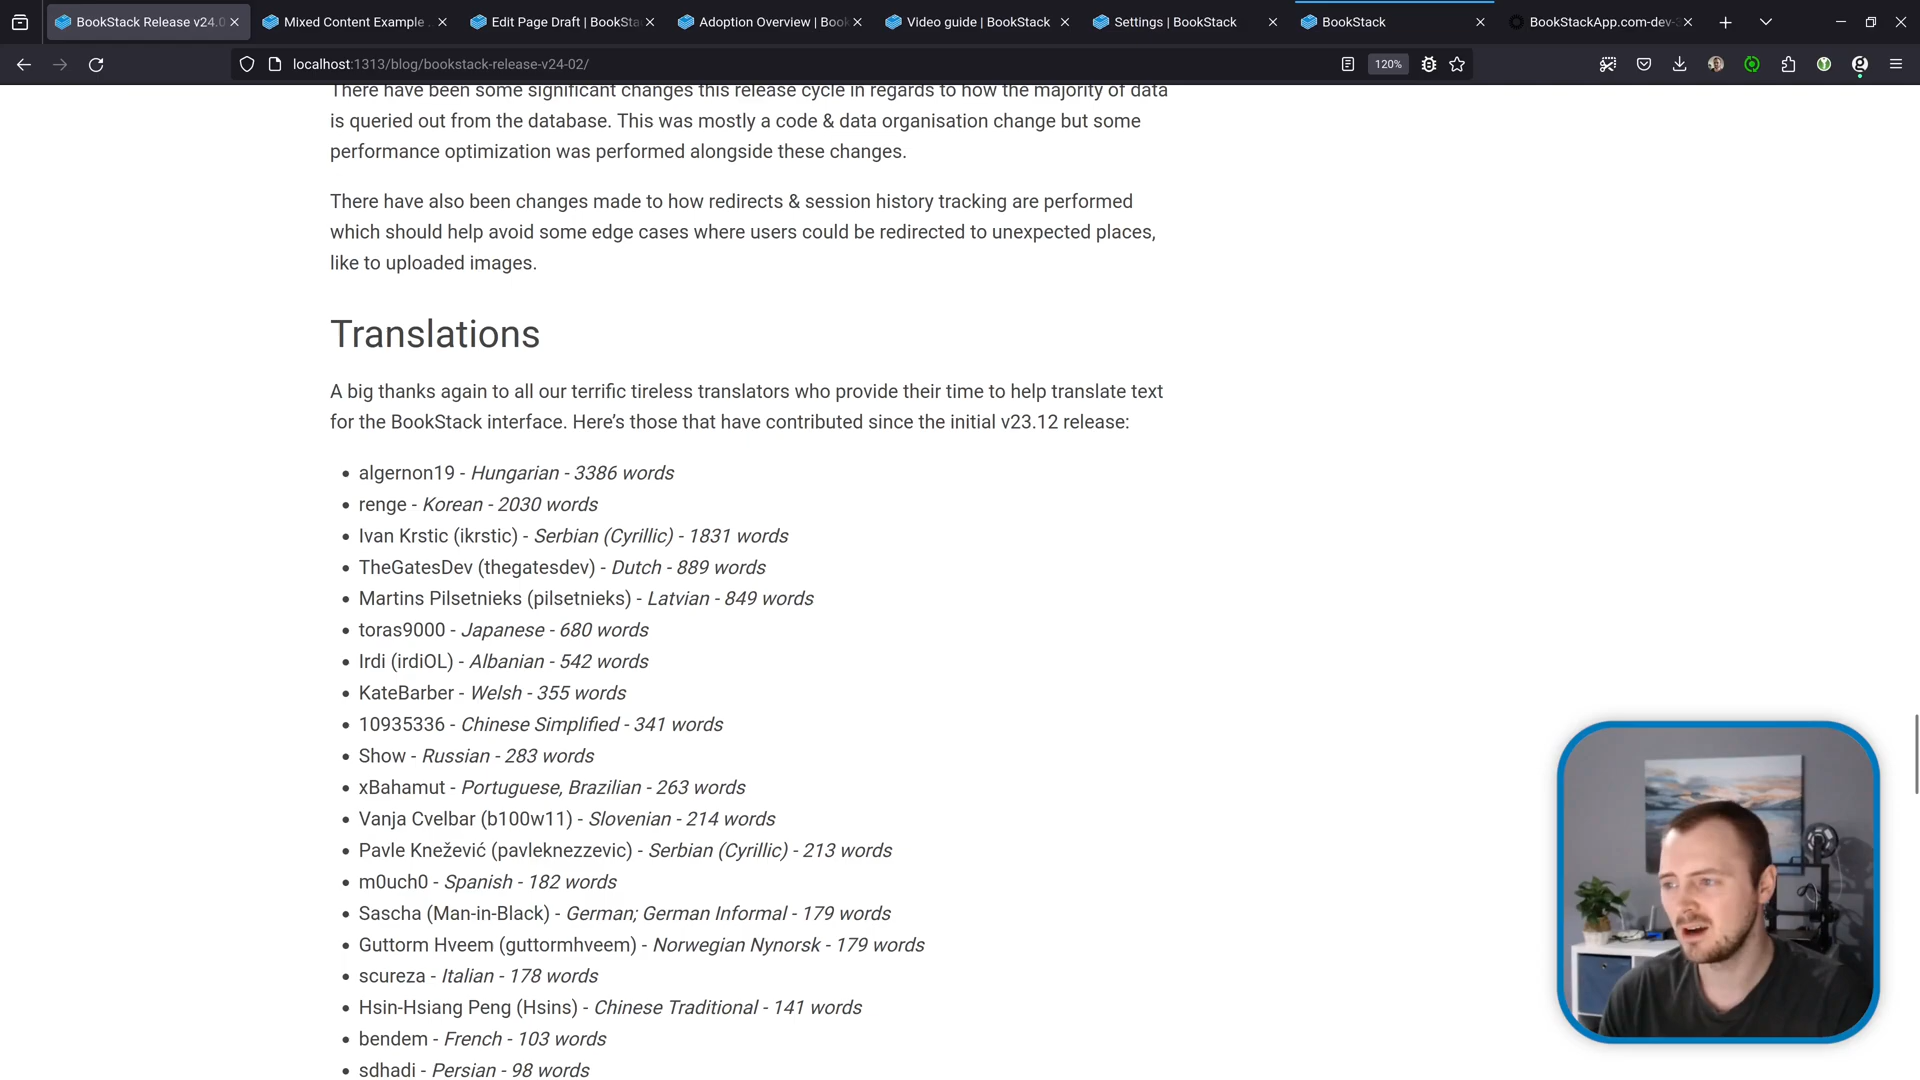 BookStack Release v24.0
Mixed Content Example
Edit Page Draft | BookSta
Adoption Overview | Book
Video guide | BookStack
Settings | BookStack
BookStack
BookStackApp.com-dev-
localhost:1313/blog/bookstack-release-v24-02/
120%
There have been some significant changes this release cycle in regards to how the majority of data
is queried out from the database. This was mostly a code & data organisation change but some
performance optimization was performed alongside these changes.
There have also been changes made to how redirects & session history tracking are performed
which should help avoid some edge cases where users could be redirected to unexpected places,
like to uploaded images.
Translations
A big thanks again to all our terrific tireless translators who provide their time to help translate text
for the BookStack interface. Here’s those that have contributed since the initial v23.12 release:
• algernon19 - Hungarian - 3386 words
• renge - Korean - 2030 words
• Ivan Krstic (ikrstic) - Serbian (Cyrillic) - 1831 words
• TheGatesDev (thegatesdev) - Dutch - 889 words
• Martins Pilsetnieks (pilsetnieks) - Latvian - 849 words
• toras9000 - Japanese - 680 words
• Irdi (irdiOL) - Albanian - 542 words
• KateBarber - Welsh - 355 words
• 10935336 - Chinese Simplified - 341 words
• Show - Russian - 283 words
• xBahamut - Portuguese, Brazilian - 263 words
• Vanja Cvelbar (b100w11) - Slovenian - 214 words
• Pavle Knežević (pavleknezzevic) - Serbian (Cyrillic) - 213 words
• m0uch0 - Spanish - 182 words
• Sascha (Man-in-Black) - German; German Informal - 179 words
• Guttorm Hveem (guttormhveem) - Norwegian Nynorsk - 179 words
• scureza - Italian - 178 words
• Hsin-Hsiang Peng (Hsins) - Chinese Traditional - 141 words
• bendem - French - 103 words
• sdhadi - Persian - 98 words